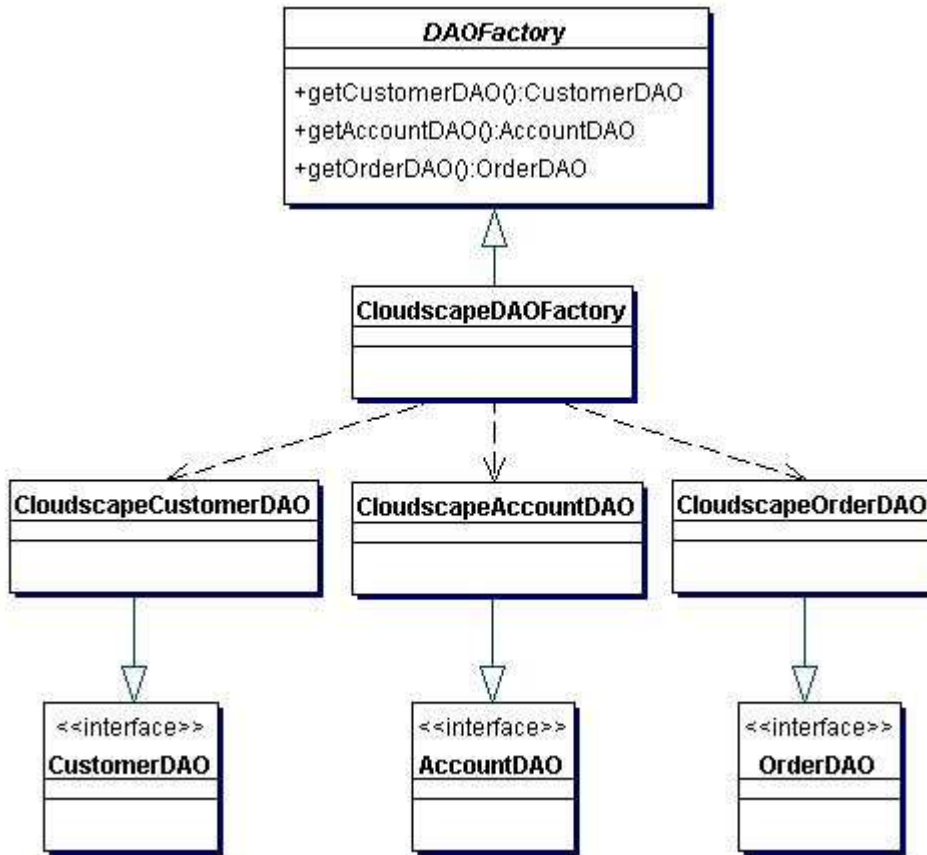 DAOFactory
+getCustomerDAO():CustomerDAO
+getAccountDAO():AccountDAO
+getOrderDAO():OrderDAO
CloudscapeDAOFactory
CloudscapeCustomerDAO
CloudscapeAccountDAO
CloudscapeOrderDAO
<<interface>>
CustomerDAO
<<interface>>
AccountDAO
<<interface>>
OrderDAO